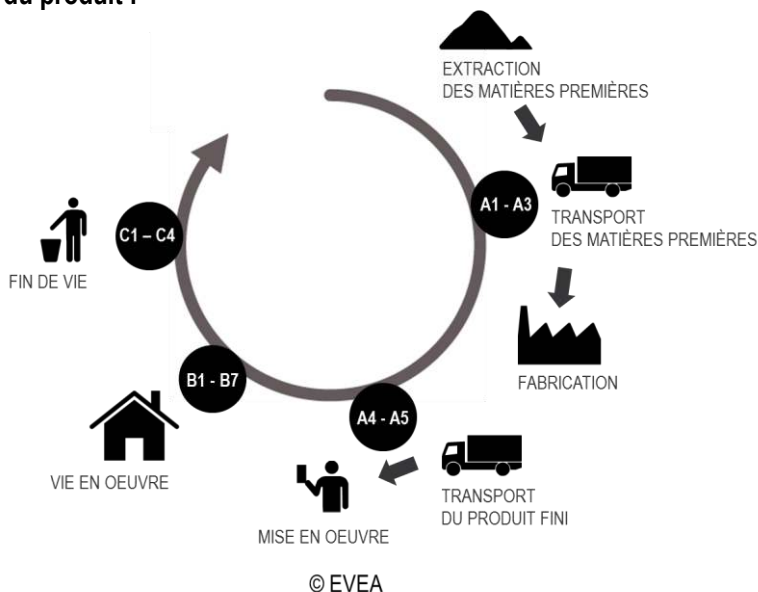 du produit :
EXTRACTION
DES MATIÈRES PREMIÈRES
A1 - A3
TRANSPORT
DES MATIÈRES PREMIÈRES
FABRICATION
A4 - A5
TRANSPORT
DU PRODUIT FINI
MISE EN OEUVRE
B1 - B7
VIE EN OEUVRE
C1 – C4
FIN DE VIE
© EVEA